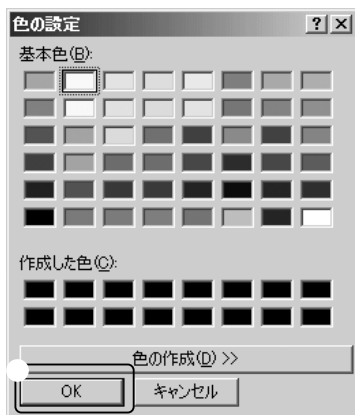 色の設定 ? ×
基本色(B):
作成した色(C):
色の作成(D) >>
OK キャンセル